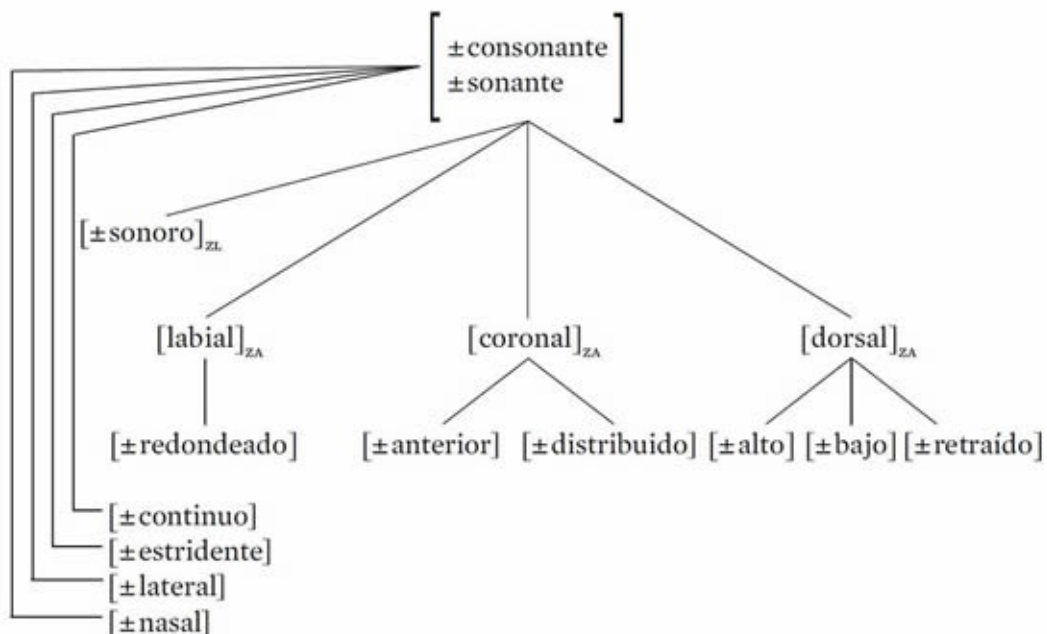 ±consonante
±sonante
[±sonoro]ZL
[labial]ZA [coronal]ZA [dorsal]ZA
[±redondeado] [±anterior] [±distribuido] [±alto] [±bajo] [±retraído]
[±continuo]
[±estridente]
[±lateral]
[±nasal]